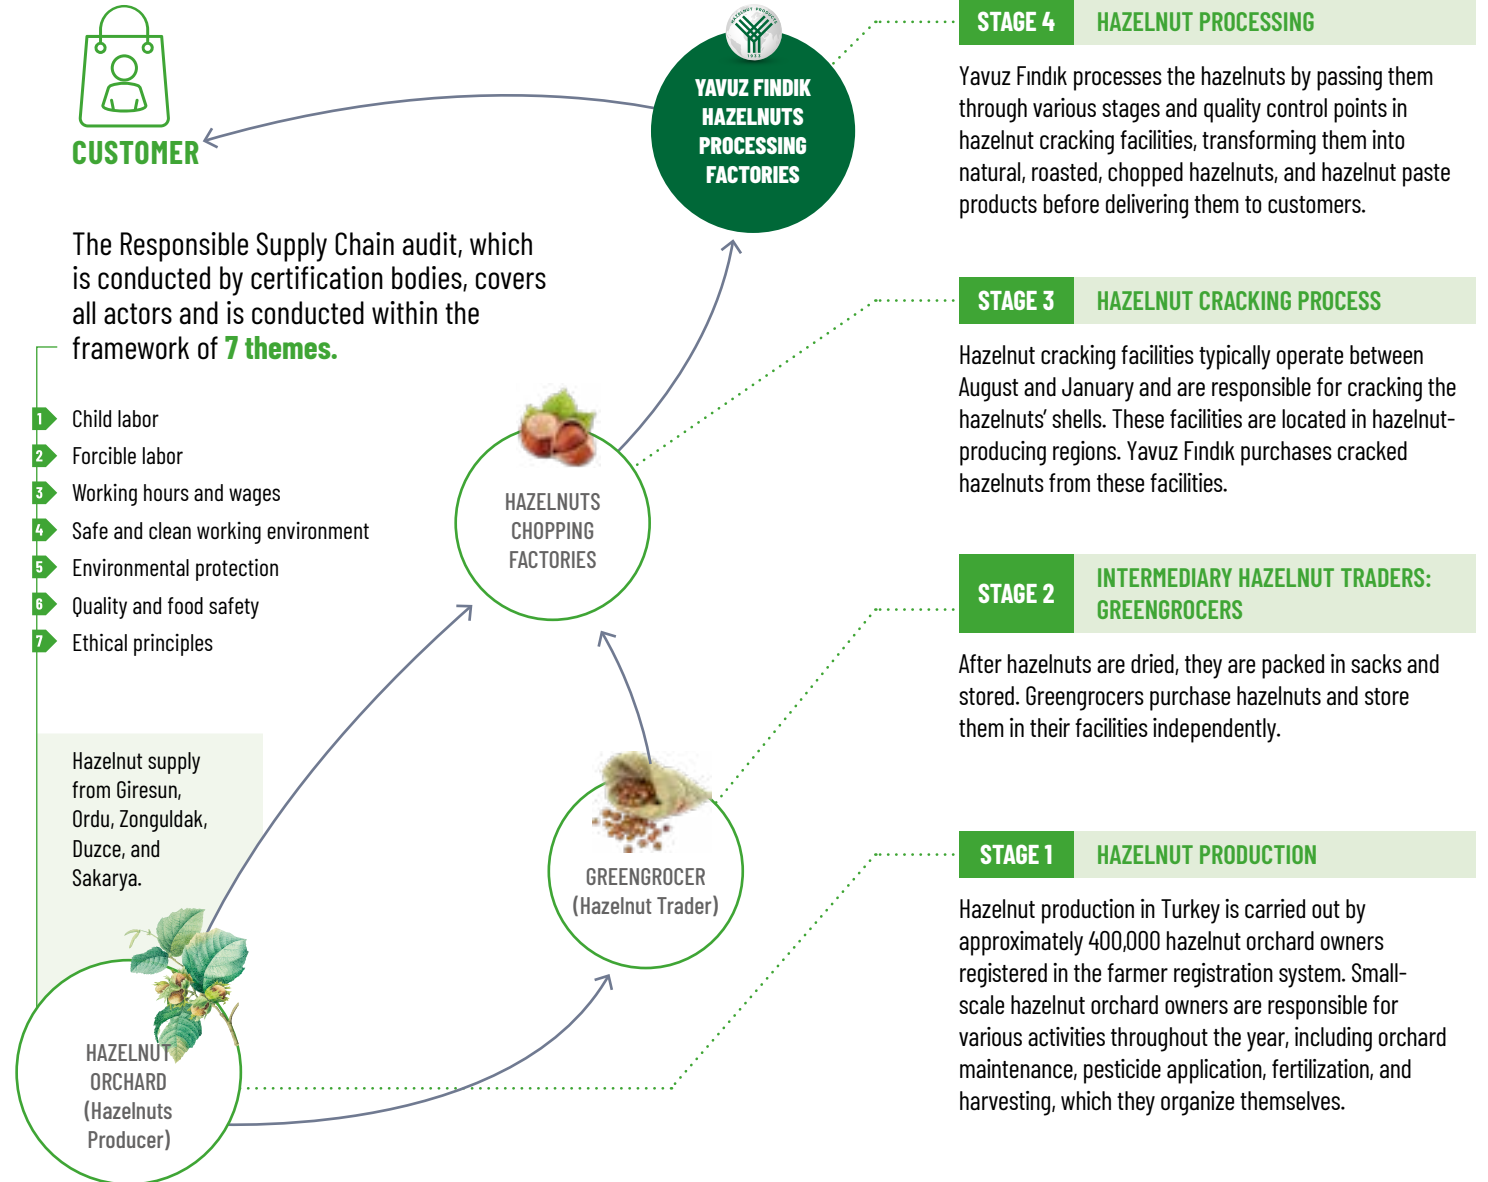 CUSTOMER
HAZELNUT PRODUCTS
1933
YAVUZ FINDIK
HAZELNUTS
PROCESSING
FACTORIES
The Responsible Supply Chain audit, which
is conducted by certification bodies, covers
all actors and is conducted within the
framework of 7 themes.
1 Child labor
2 Forcible labor
3 Working hours and wages
4 Safe and clean working environment
5 Environmental protection
6 Quality and food safety
7 Ethical principles
HAZELNUTS
CHOPPING
FACTORIES
Hazelnut supply
from Giresun,
Ordu, Zonguldak,
Duzce, and
Sakarya.
GREENGROCER
(Hazelnut Trader)
HAZELNUT
ORCHARD
(Hazelnuts
Producer)
STAGE 4 HAZELNUT PROCESSING
Yavuz Fındık processes the hazelnuts by passing them
through various stages and quality control points in
hazelnut cracking facilities, transforming them into
natural, roasted, chopped hazelnuts, and hazelnut paste
products before delivering them to customers.
STAGE 3 HAZELNUT CRACKING PROCESS
Hazelnut cracking facilities typically operate between
August and January and are responsible for cracking the
hazelnuts’ shells. These facilities are located in hazelnut-
producing regions. Yavuz Fındık purchases cracked
hazelnuts from these facilities.
STAGE 2 INTERMEDIARY HAZELNUT TRADERS:
GREENGROCERS
After hazelnuts are dried, they are packed in sacks and
stored. Greengrocers purchase hazelnuts and store
them in their facilities independently.
STAGE 1 HAZELNUT PRODUCTION
Hazelnut production in Turkey is carried out by
approximately 400,000 hazelnut orchard owners
registered in the farmer registration system. Small-
scale hazelnut orchard owners are responsible for
various activities throughout the year, including orchard
maintenance, pesticide application, fertilization, and
harvesting, which they organize themselves.